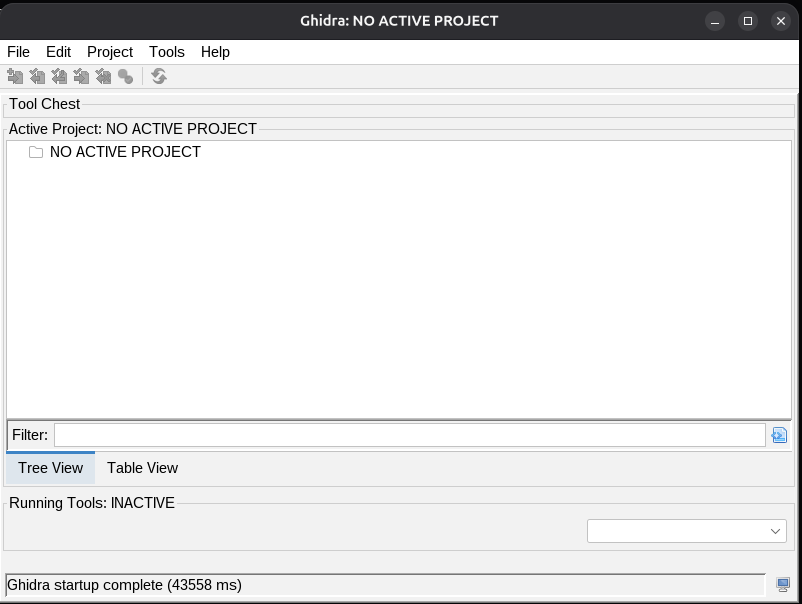 Ghidra: NO ACTIVE PROJECT
File Edit Project Tools Help
Tool Chest
Active Project: NO ACTIVE PROJECT
NO ACTIVE PROJECT
Filter:
Tree View Table View
Running Tools: INACTIVE
Ghidra startup complete (43558 ms)